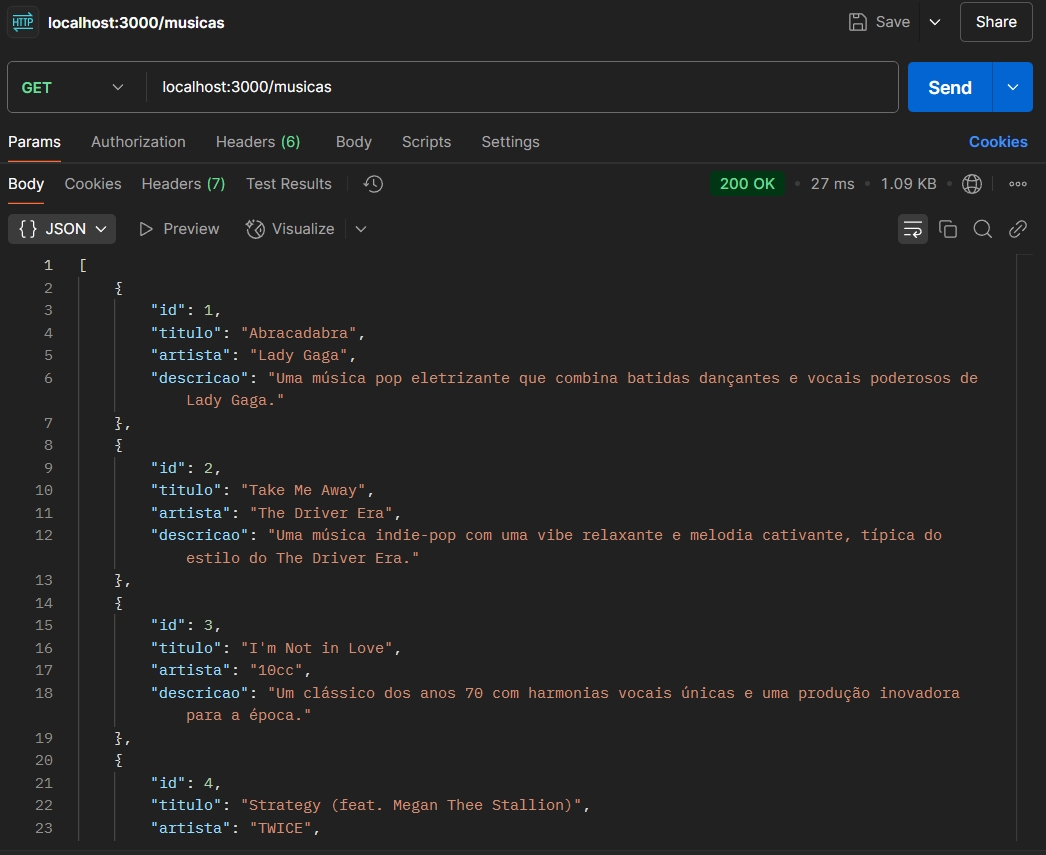 HTTP localhost:3000/musicas Save Share
GET localhost:3000/musicas Send
Params Authorization Headers (6) Body Scripts Settings Cookies
Body Cookies Headers (7) Test Results 200 OK • 27 ms • 1.09 KB •
{} JSON Preview Visualize
1 [
2 {
3 "id": 1,
4 "titulo": "Abracadabra",
5 "artista": "Lady Gaga",
6 "descricao": "Uma música pop eletrizante que combina batidas dançantes e vocais poderosos de
Lady Gaga."
7 },
8 {
9 "id": 2,
10 "titulo": "Take Me Away",
11 "artista": "The Driver Era",
12 "descricao": "Uma música indie-pop com uma vibe relaxante e melodia cativante, típica do
estilo do The Driver Era."
13 },
14 {
15 "id": 3,
16 "titulo": "I'm Not in Love",
17 "artista": "10cc",
18 "descricao": "Um clássico dos anos 70 com harmonias vocais únicas e uma produção inovadora
para a época."
19 },
20 {
21 "id": 4,
22 "titulo": "Strategy (feat. Megan Thee Stallion)",
23 "artista": "TWICE",